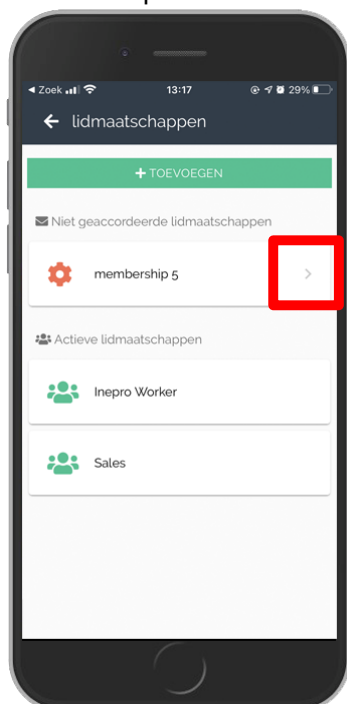 Zoek
13:17
29%
lidmaatschappen
+ TOEVOEGEN
Niet geaccordeerde lidmaatschappen
membership 5
Actieve lidmaatschappen
Inepro Worker
Sales